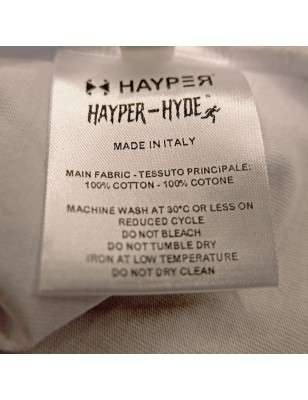 HAYPER
HAYPER-HYDE
MADE IN ITALY
MAIN FABRIC - TESSUTO PRINCIPALE:
100% COTTON - 100% COTONE
MACHINE WASH AT 30°C OR LESS ON
REDUCED CYCLE
DO NOT BLEACH
DO NOT TUMBLE DRY
IRON AT LOW TEMPERATURE
DO NOT DRY CLEAN